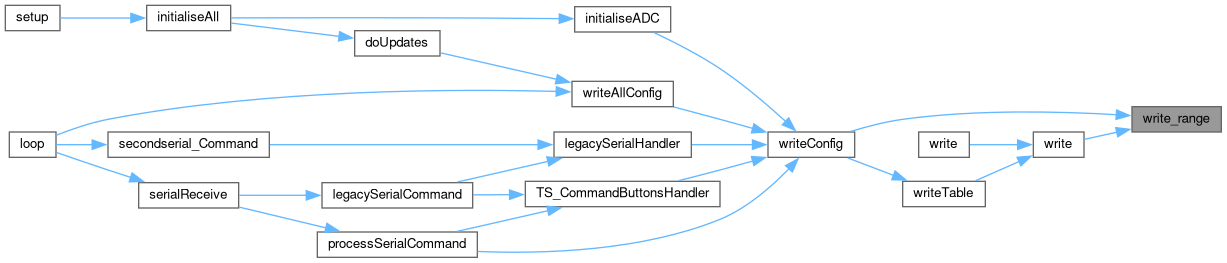 setup
initialiseAll
initialiseADC
doUpdates
writeAllConfig
write_range
loop
secondserial_Command
legacySerialHandler
writeConfig
write
write
serialReceive
legacySerialCommand
TS_CommandButtonsHandler
writeTable
processSerialCommand